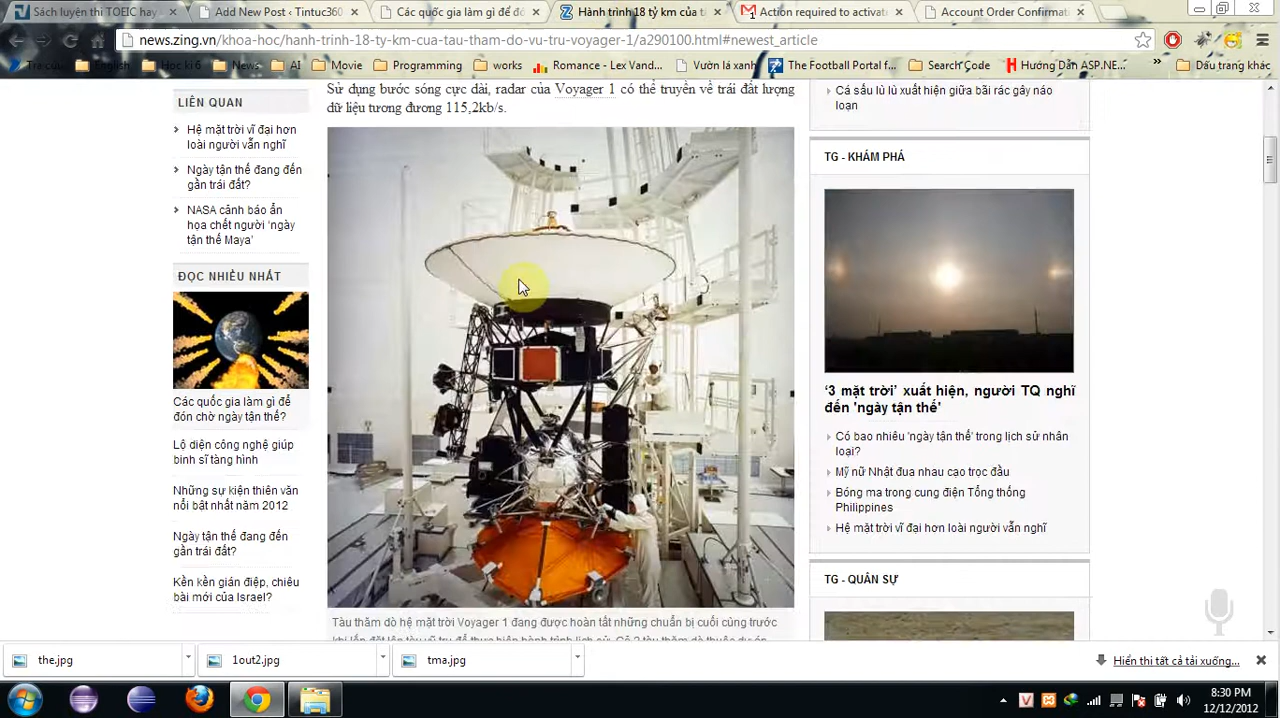 Sách luyện thi TOEIC hay
Add New Post ‹ Tintuc360
Các quốc gia làm gì để đó
Hành trình 18 tỷ km của t
Action required: activate
Account Order Confirmat
news.zing.vn/khoa-hoc/hanh-trinh-18-ty-km-cua-tau-tham-do-vu-tru-voyager-1/a290100.html#newest_article
Tra cứu
English
Học kì 6
News
AI
Movie
Programming
works
Romance - Lex Vand...
Vườn lá xanh
The Football Portal f...
Search Code
Hướng Dẫn ASP.NE...
»
Dấu trang khác
Sử dụng bước sóng cực dài, radar của Voyager 1 có thể truyền về trái đất lượng
dữ liệu tương đương 115,2kb/s.
LIÊN QUAN
Hệ mặt trời vĩ đại hơn
loài người vẫn nghĩ
Ngày tận thế đang đến
gần trái đất?
NASA cảnh báo ẩn
họa chết người 'ngày
tận thế Maya'
ĐỌC NHIỀU NHẤT
Các quốc gia làm gì để
đón chờ ngày tận thế?
Lộ diện công nghệ giúp
binh sĩ tàng hình
Những sự kiện thiên văn
nổi bật nhất năm 2012
Ngày tận thế đang đến
gần trái đất?
Kền kền gián điệp, chiêu
bài mới của Israel?
Tàu thăm dò hệ mặt trời Voyager 1 đang được hoàn tất những chuẩn bị cuối cùng trước
Cá sấu lù lù xuất hiện giữa bãi rác gây náo
loạn
TG - KHÁM PHÁ
'3 mặt trời' xuất hiện, người TQ nghĩ
đến 'ngày tận thế'
Có bao nhiêu 'ngày tận thế' trong lịch sử nhân
loại?
Mỹ nữ Nhật đua nhau cạo trọc đầu
Bóng ma trong cung điện Tổng thống
Philippines
Hệ mặt trời vĩ đại hơn loài người vẫn nghĩ
TG - QUÂN SỰ
the.jpg
1out2.jpg
tma.jpg
Hiển thị tất cả tải xuống...
8:30 PM
12/12/2012